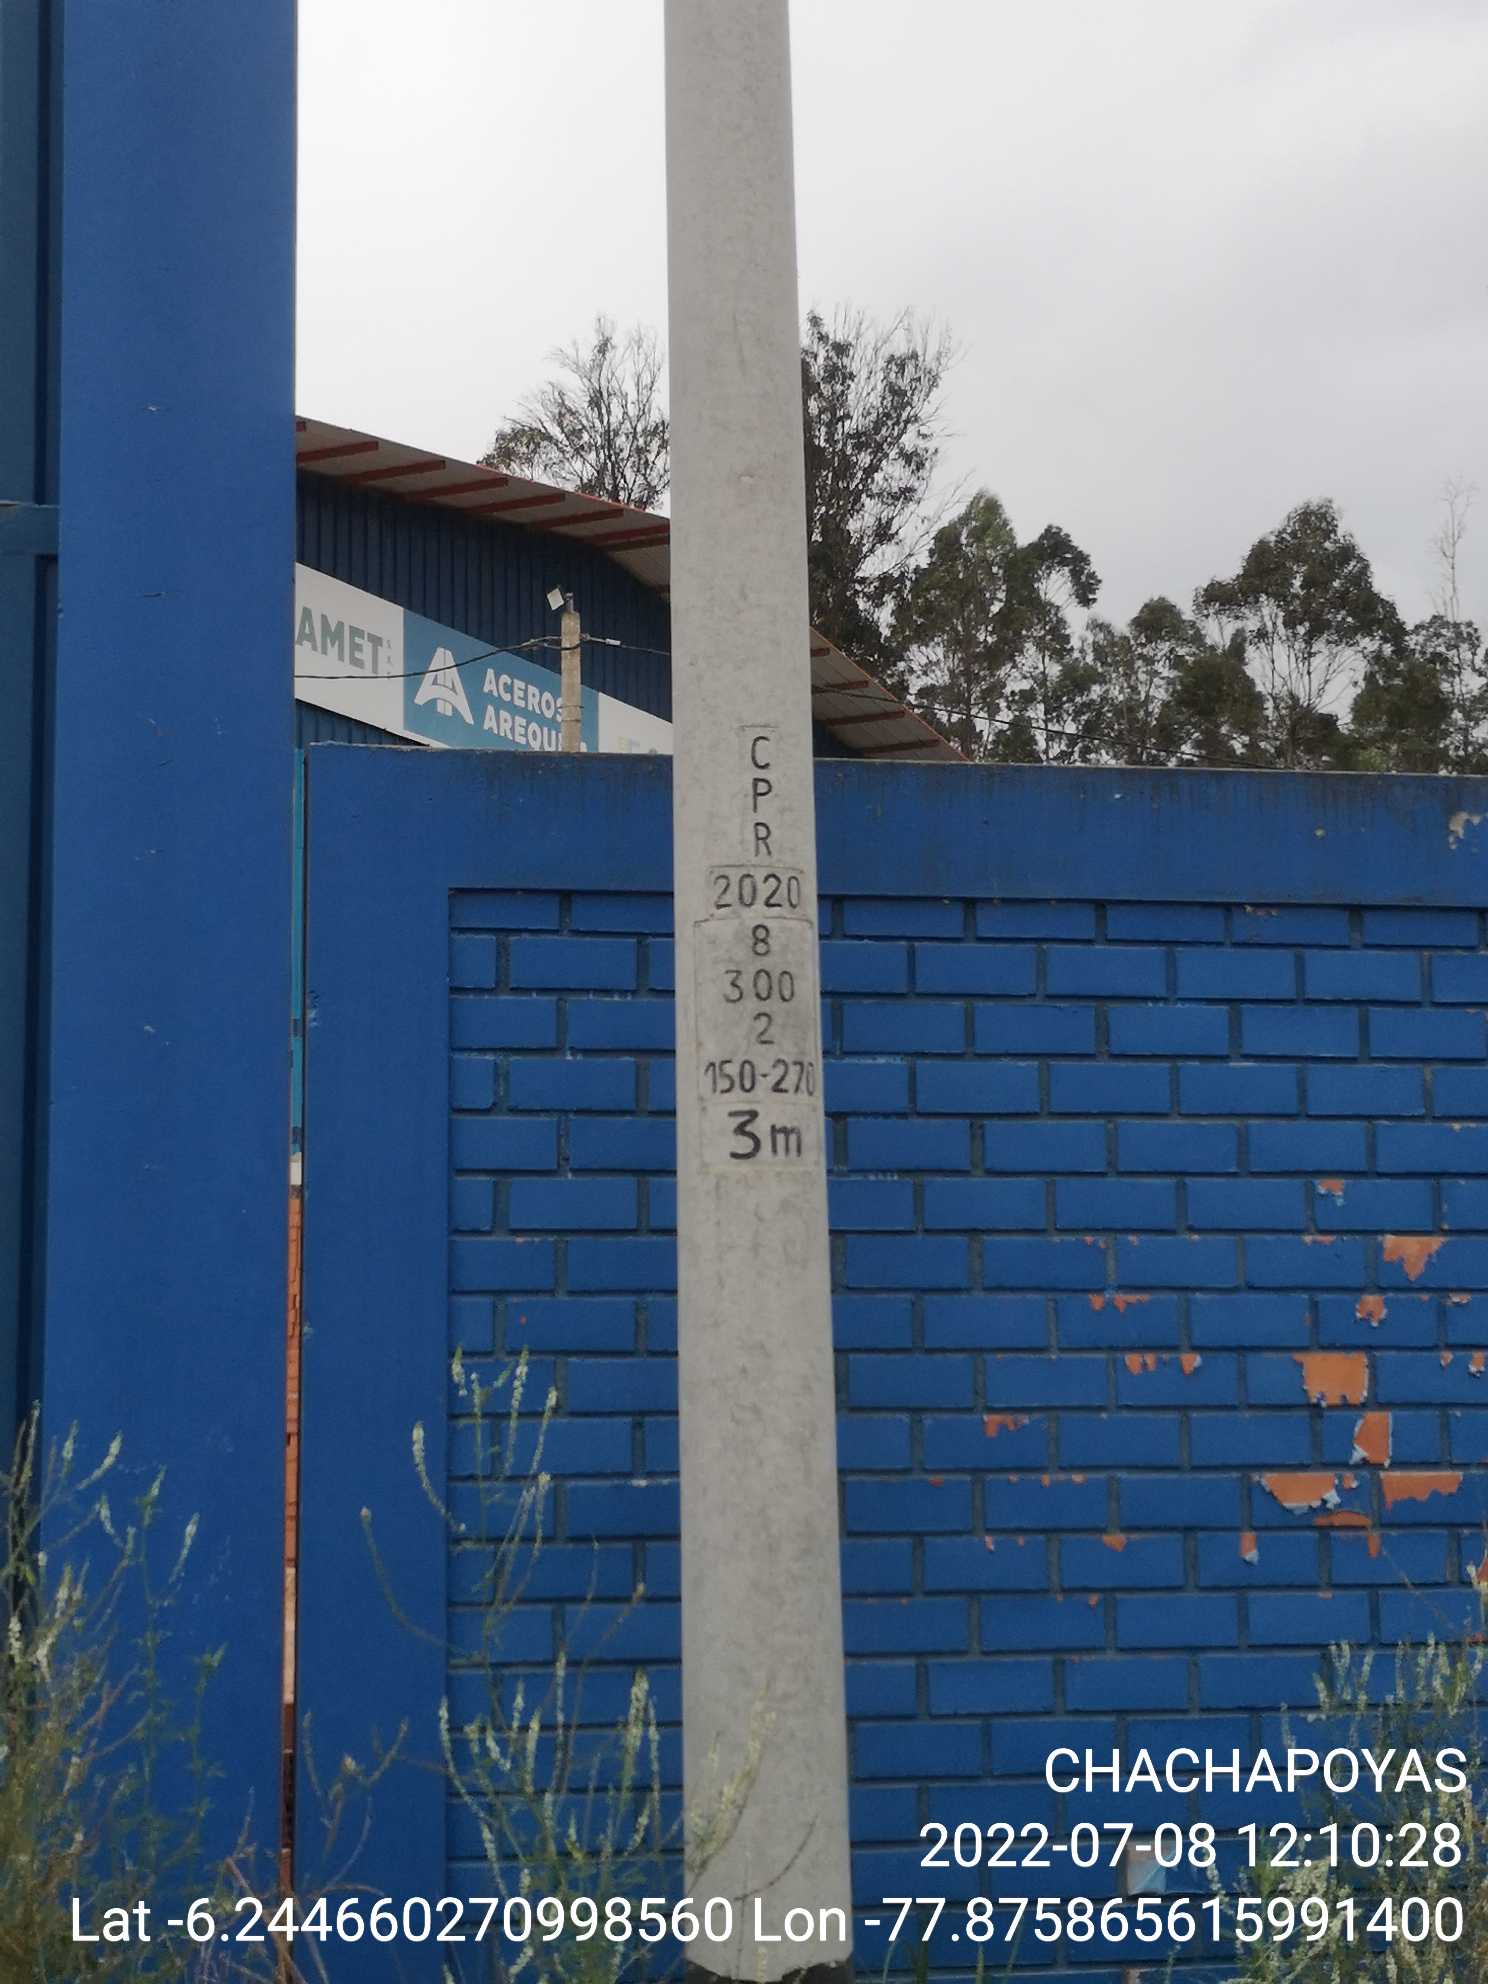 AMET
ACEROS
AREQUIPA
C
P
R
2020
8
300
2
150-270
3m
CHACHAPOYAS
2022-07-08 12:10:28
Lat -6.244660270998560 Lon -77.875865615991400